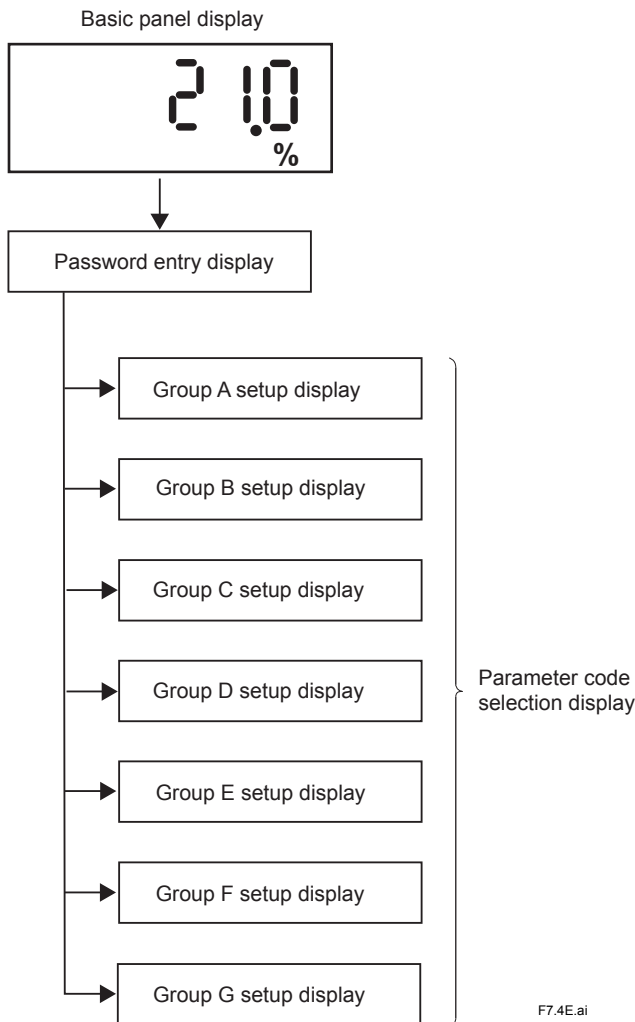 Basic panel display
21.0
%
Password entry display
Group A setup display
Group B setup display
Group C setup display
Group D setup display
Parameter code
selection display
Group E setup display
Group F setup display
Group G setup display
F7.4E.ai